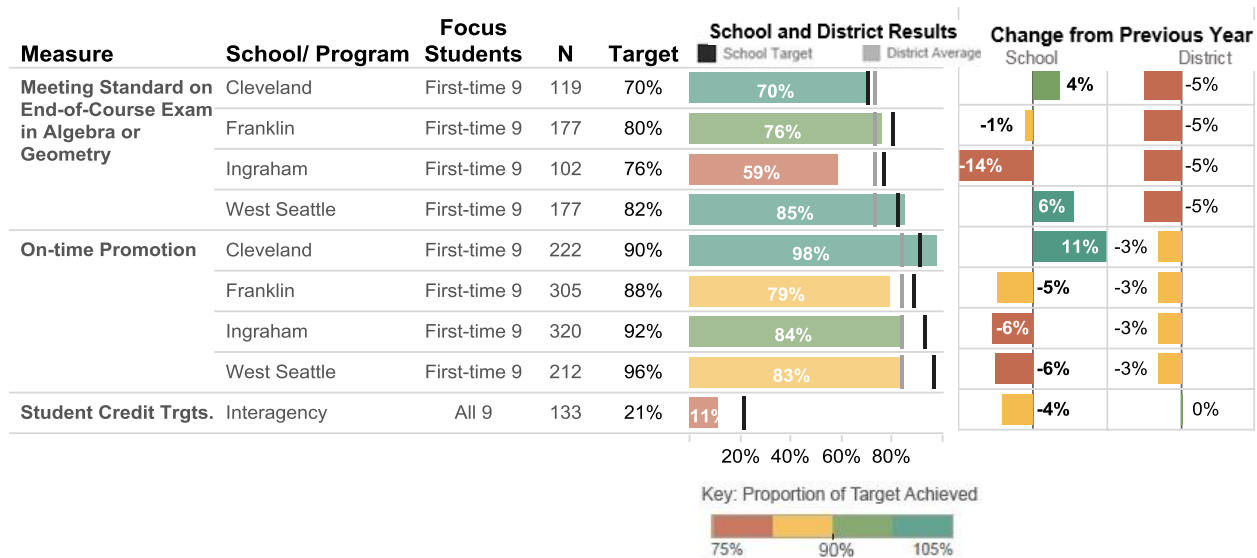 School and District Results
Change from Previous Year
Measure School/ Program Focus Students N Target School Target District Average School District
Meeting Standard on End-of-Course Exam in Algebra or Geometry
Cleveland First-time 9 119 70% 70% 4% -5%
Franklin First-time 9 177 80% 76% -1% -5%
Ingraham First-time 9 102 76% 59% -14% -5%
West Seattle First-time 9 177 82% 85% 6% -5%
On-time Promotion Cleveland First-time 9 222 90% 98% 11% -3%
Franklin First-time 9 305 88% 79% -5% -3%
Ingraham First-time 9 320 92% 84% -6% -3%
West Seattle First-time 9 212 96% 83% -6% -3%
Student Credit Trgts. Interagency All 9 133 21% 11% -4% 0%
20% 40% 60% 80%
Key: Proportion of Target Achieved
75% 90% 105%